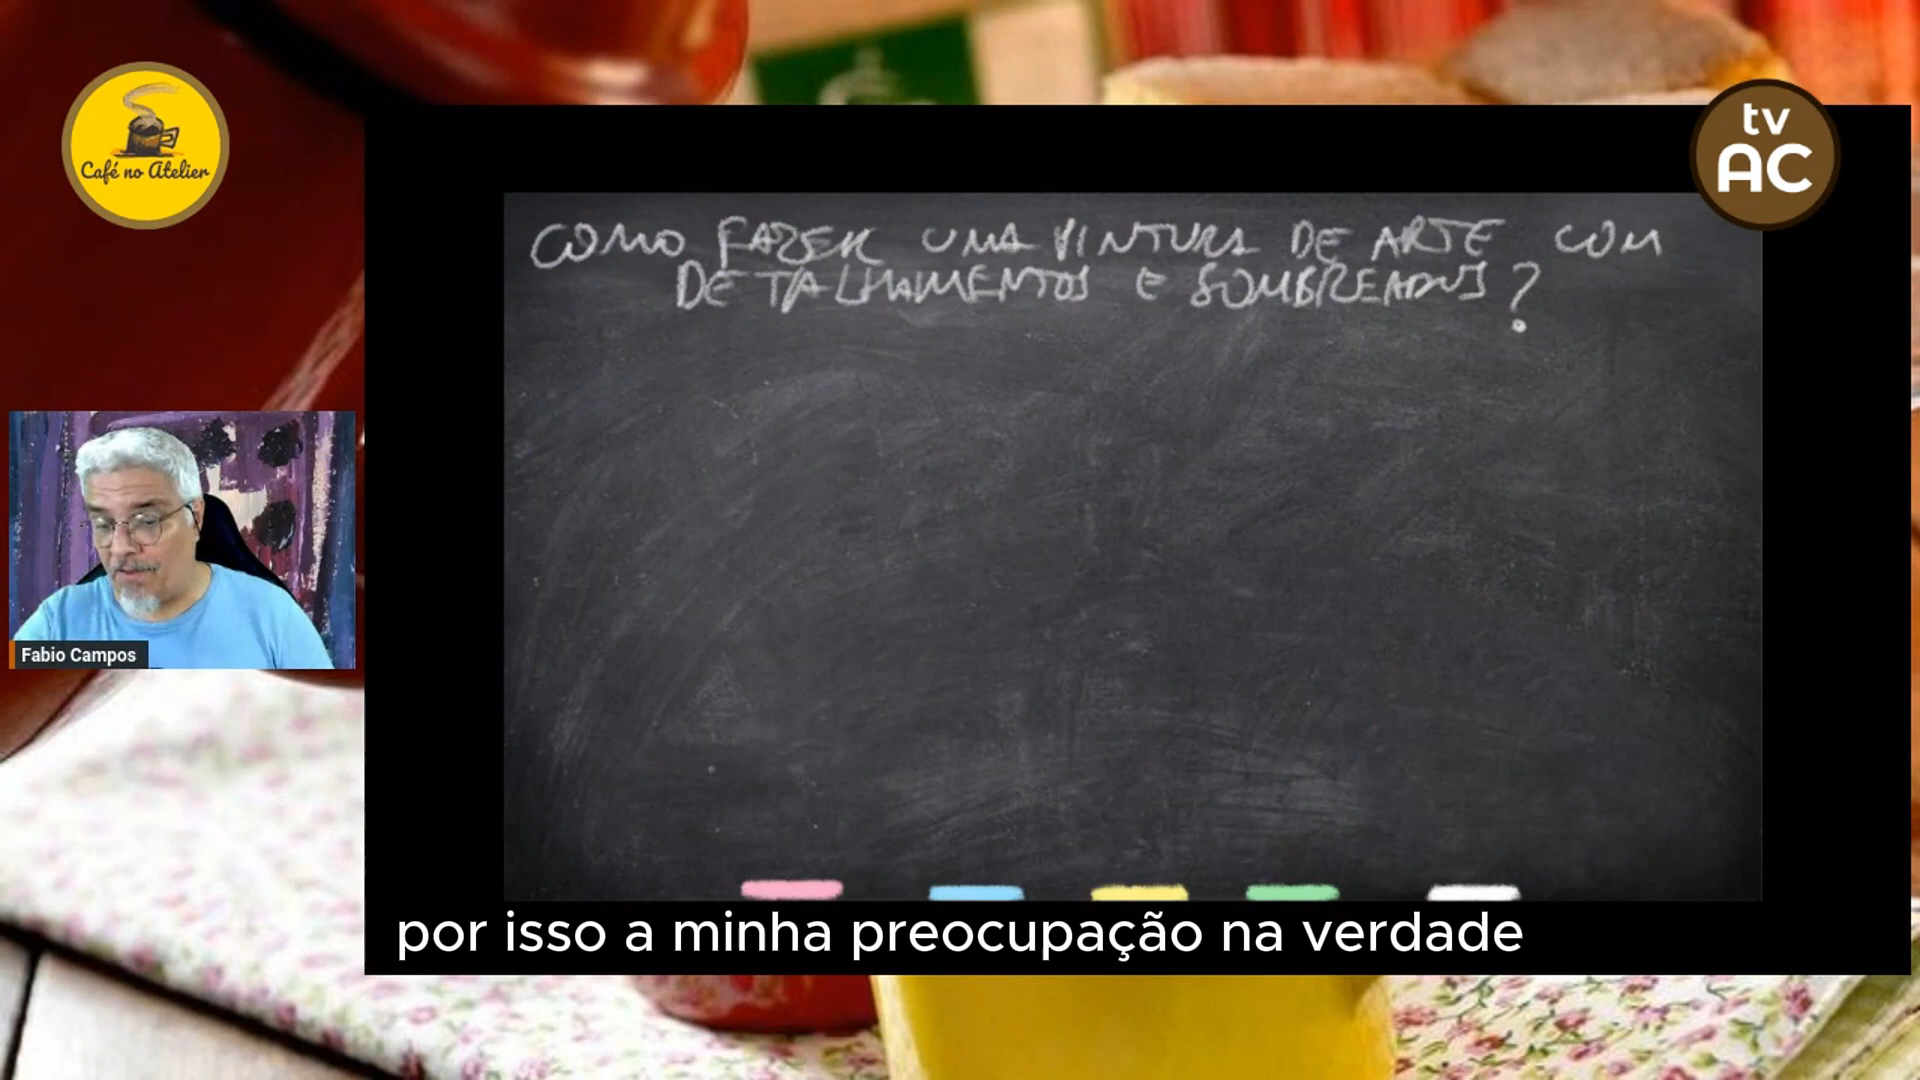 Café no Atelier
tv
AC
COMO FAZER UMA PINTURA DE ARTE COM
DETALHAMENTOS E SOMBREADOS?
Fabio Campos
por isso a minha preocupação na verdade